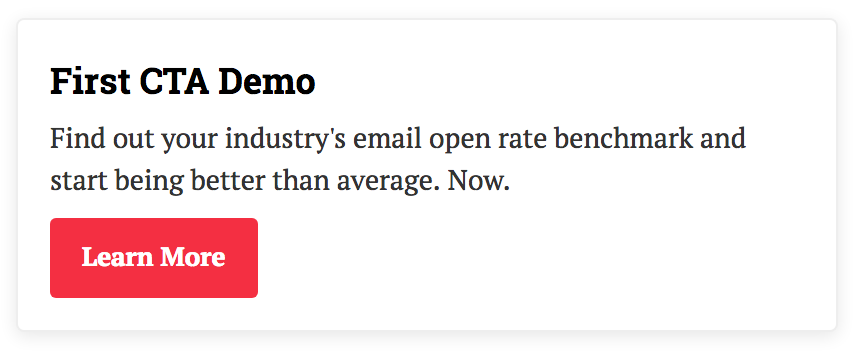 First CTA Demo
Find out your industry's email open rate benchmark and
start being better than average. Now.
Learn More